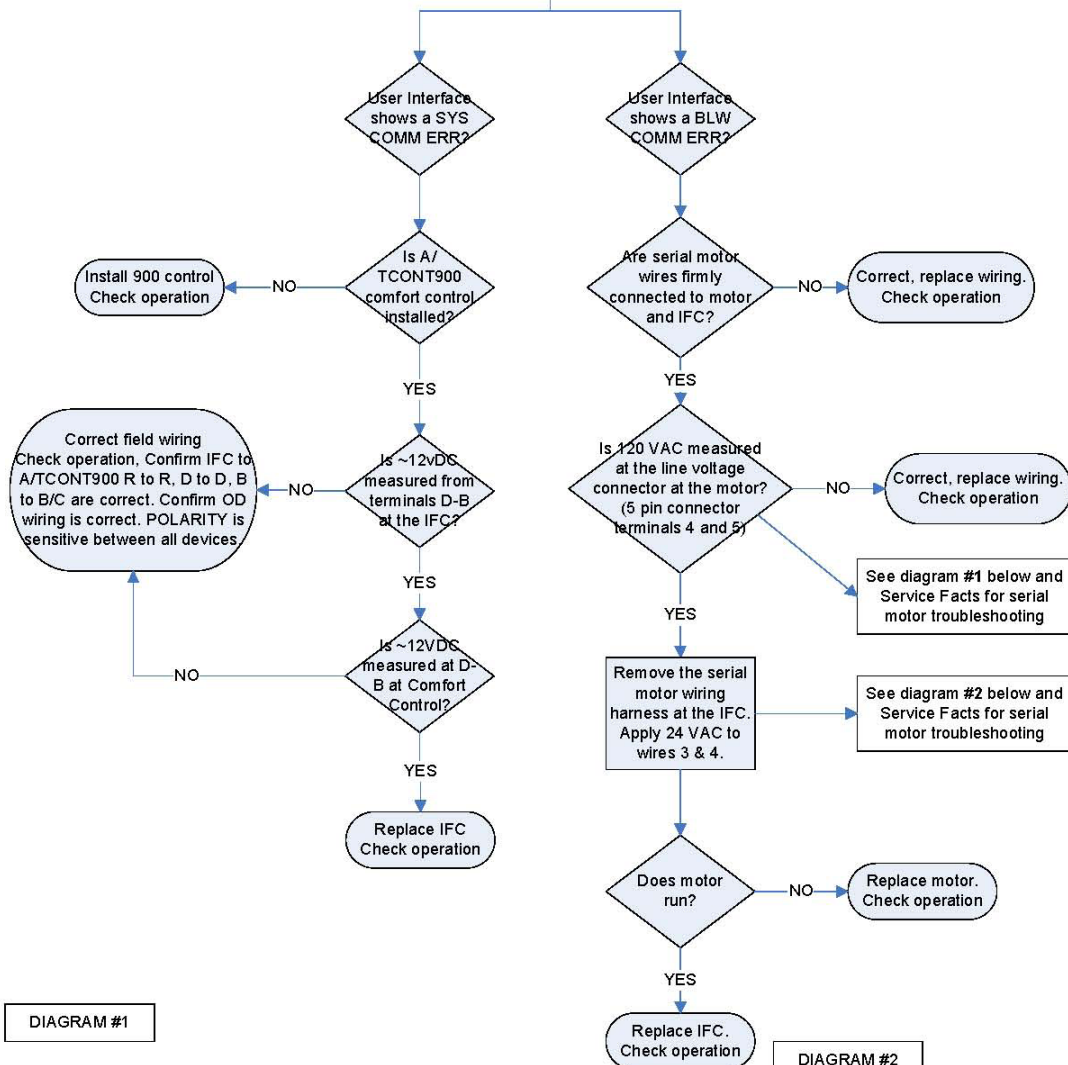 User Interface
shows a SYS
COMM ERR?
User Interface
shows a BLW
COMM ERR?
Is A/
TCONT900
comfort control
installed?
NO
Install 900 control
Check operation
Are serial motor
wires firmly
connected to motor
and IFC?
NO
Correct, replace wiring.
Check operation
YES
YES
Is ~12vDC
measured from
terminals D-B
at the IFC?
NO
Correct field wiring
Check operation, Confirm IFC to
A/TCONT900 R to R, D to D, B
to B/C are correct. Confirm OD
wiring is correct. POLARITY is
sensitive between all devices.
Is 120 VAC measured
at the line voltage
connector at the motor?
(5 pin connector
terminals 4 and 5)
NO
Correct, replace wiring.
Check operation
See diagram #1 below and
Service Facts for serial
motor troubleshooting
YES
YES
Is ~12VDC
measured at D-
B at Comfort
Control?
NO
Remove the serial
motor wiring
harness at the IFC.
Apply 24 VAC to
wires 3 & 4.
See diagram #2 below and
Service Facts for serial
motor troubleshooting
YES
Replace IFC
Check operation
Does motor
run?
NO
Replace motor.
Check operation
YES
Replace IFC.
Check operation
DIAGRAM #1
DIAGRAM #2